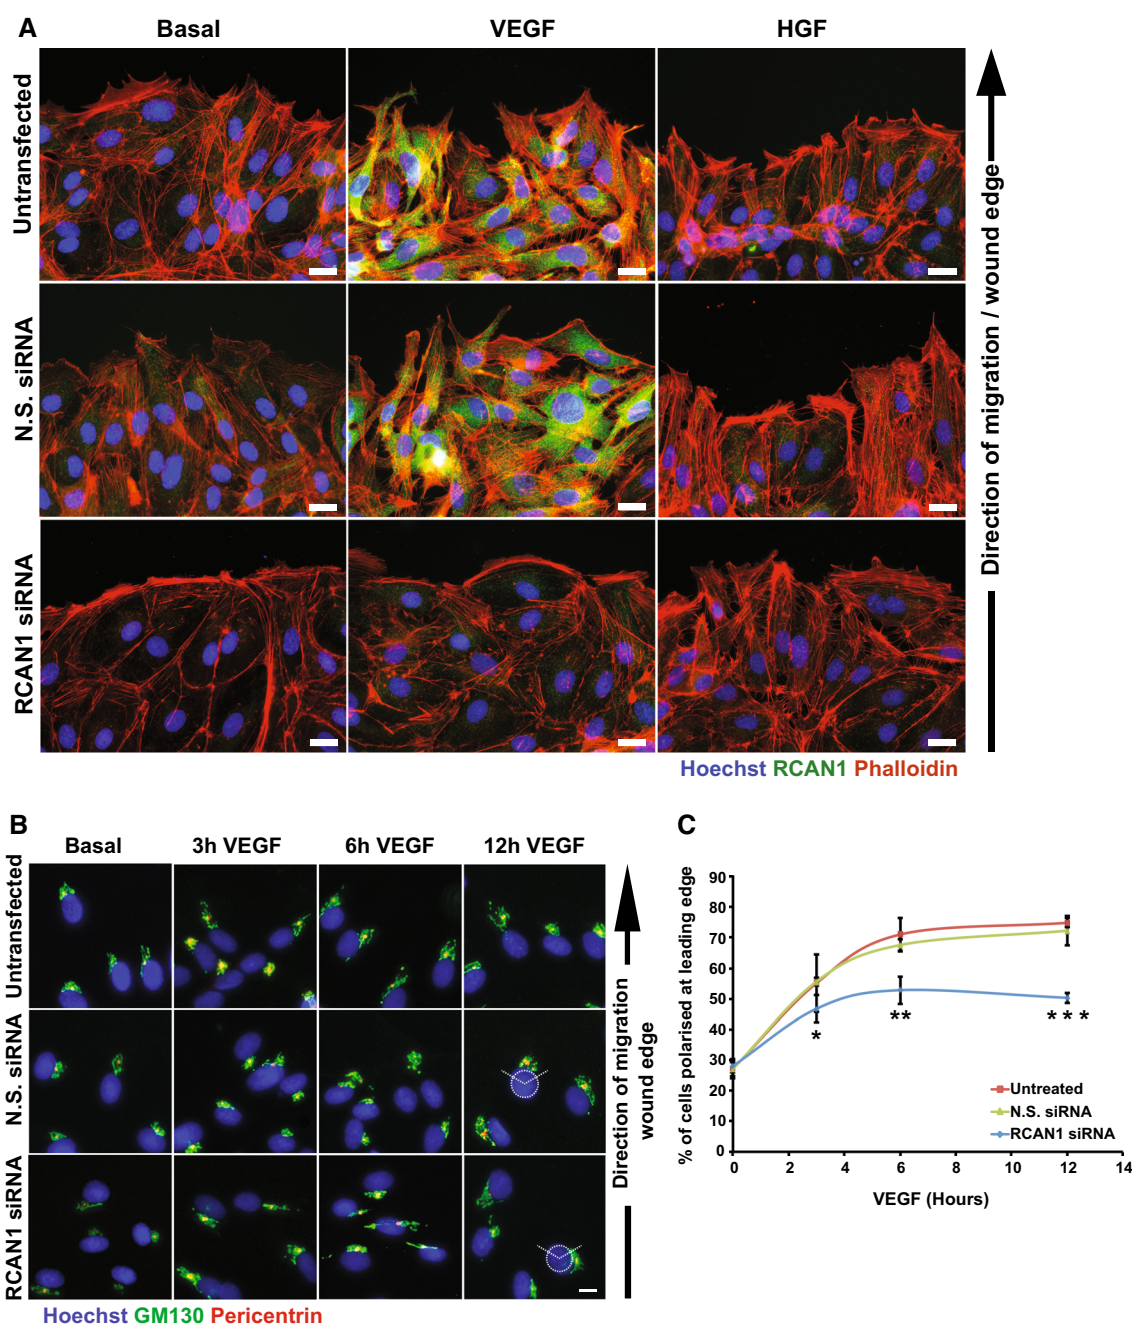 A
Basal VEGF HGF
Untransfected
N.S. siRNA
RCAN1 siRNA
Direction of migration / wound edge
Hoechst RCAN1 Phalloidin
B
Basal 3h VEGF 6h VEGF 12h VEGF
Untransfected
N.S. siRNA
RCAN1 siRNA
Direction of migration
wound edge
Hoechst GM130 Pericentrin
C
% of cells polarised at leading edge
90
80
70
60
50
40
30
20
10
0
*
**
* * *
Untreated
N.S. siRNA
RCAN1 siRNA
0 2 4 6 8 10 12 14
VEGF (Hours)